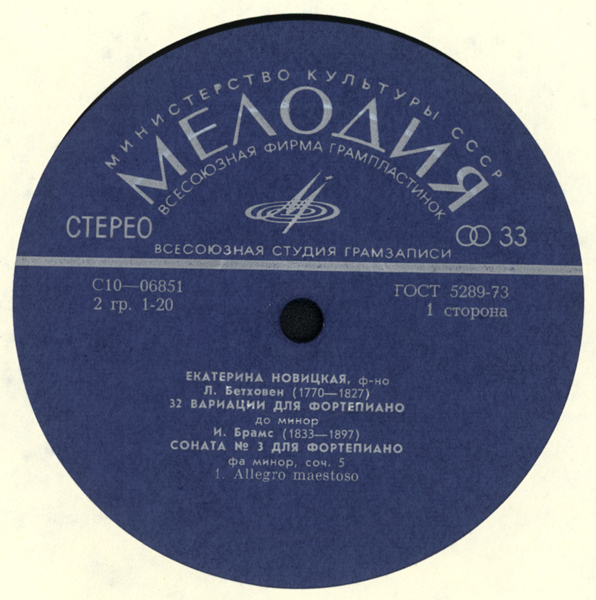 МИНИСТЕРСТВО КУЛЬТУРЫ СССР
МЕЛОДИЯ
ВСЕСОЮЗНАЯ ФИРМА ГРАМПЛАСТИНОК
СТЕРЕО
33
ВСЕСОЮЗНАЯ СТУДИЯ ГРАМЗАПИСИ
С10—06851
ГОСТ 5289-73
2 гр. 1-20
1 сторона
ЕКАТЕРИНА НОВИЦКАЯ, ф-но
Л. Бетховен (1770—1827)
32 ВАРИАЦИИ ДЛЯ ФОРТЕПИАНО
до минор
И. Брамс (1833—1897)
СОНАТА № 3 ДЛЯ ФОРТЕПИАНО
фа минор, соч. 5
1. Allegro maestoso